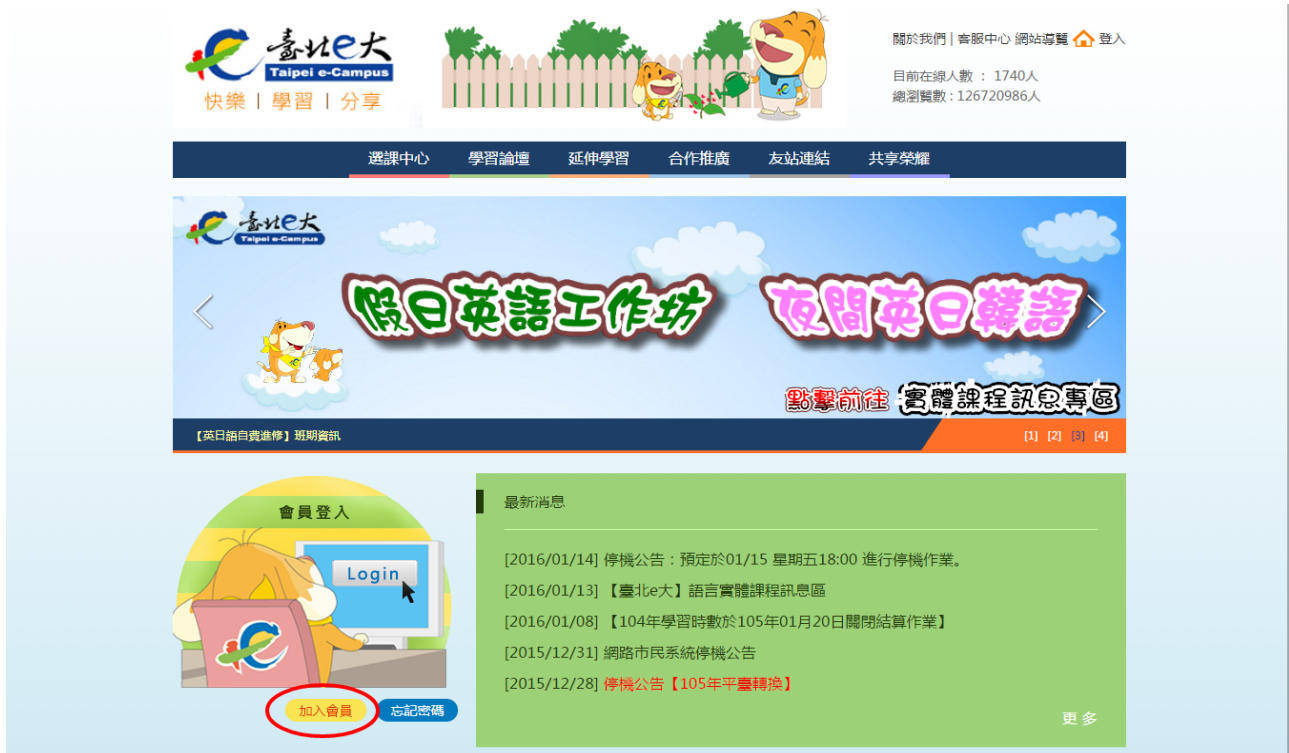 臺北e大
Taipei e-Campus
快樂 | 學習 | 分享
關於我們 | 客服中心 網站導覽 登入
目前在線人數 : 1740人
總瀏覽數 : 126720986人
選課中心 學習論壇 延伸學習 合作推廣 友站連結 共享榮耀
臺北e大
Taipei e-Campus
假日英語工作坊 夜間英日韓語
點擊前往 實體課程訊息專區
【英日語自費進修】班期資訊
[1] [2] [3] [4]
會員登入
Login
加入會員 忘記密碼
最新消息
[2016/01/14] 停機公告：預定於01/15 星期五18:00 進行停機作業。
[2016/01/13] 【臺北e大】語言實體課程訊息區
[2016/01/08] 【104年學習時數於105年01月20日關閉結算作業】
[2015/12/31] 網路市民系統停機公告
[2015/12/28] 停機公告【105年平臺轉換】
更多